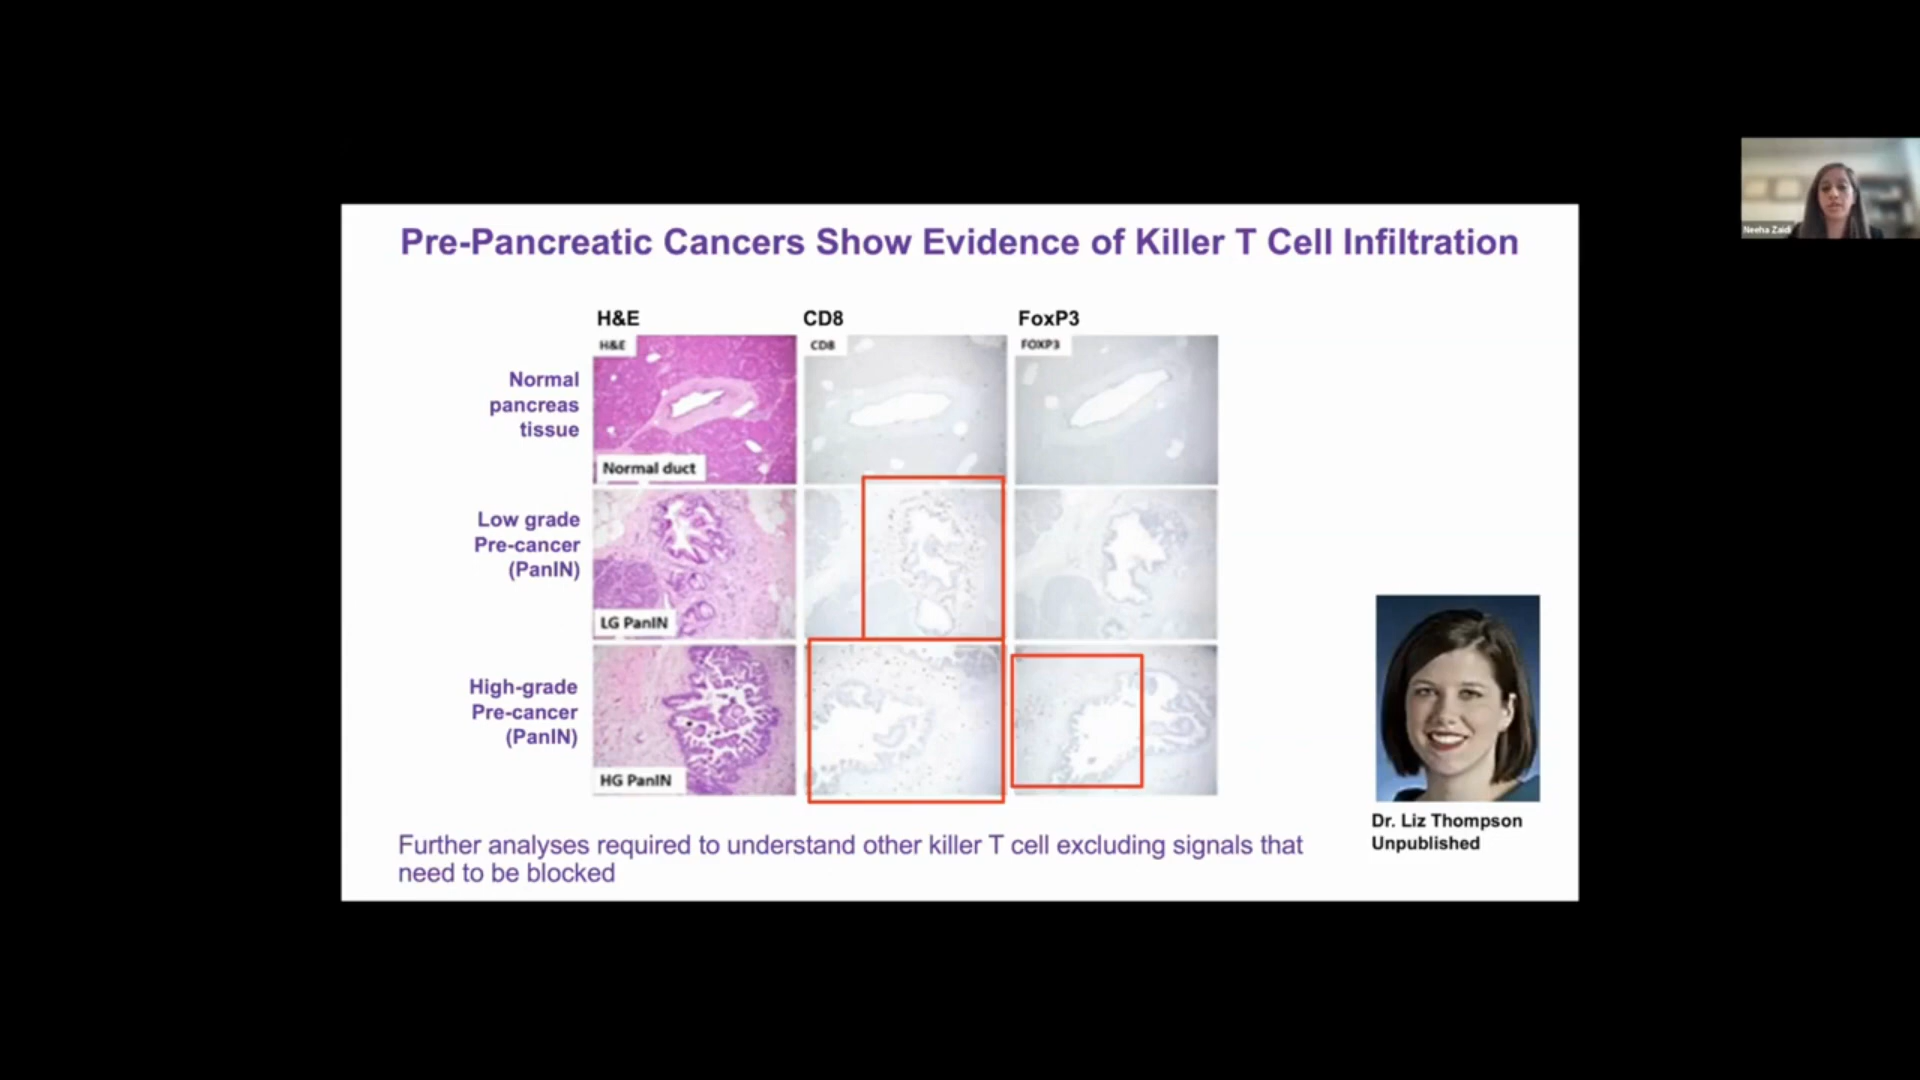 Pre-Pancreatic Cancers Show Evidence of Killer T Cell Infiltration
H&E
CD8
FoxP3
H&E
CD8
FOXP3
Normal
pancreas
tissue
Normal duct
Low grade
Pre-cancer
(PanIN)
LG PanIN
High-grade
Pre-cancer
(PanIN)
HG PanIN
Further analyses required to understand other killer T cell excluding signals that
need to be blocked
Dr. Liz Thompson
Unpublished
Neeha Zaidi